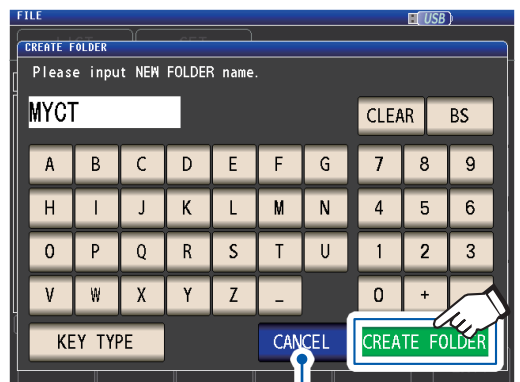 FILE USB
CREATE FOLDER
Please input NEW FOLDER name.
MYCT
CLEAR BS
A B C D E F G 7 8 9
H I J K L M N 4 5 6
O P Q R S T U 1 2 3
V W X Y Z _ 0 +
KEY TYPE CANCEL CREATE FOLDER